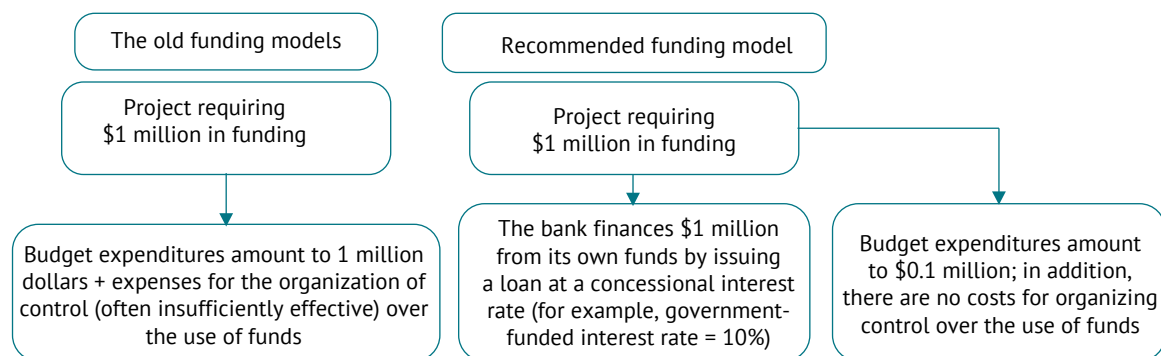 The old funding models
Recommended funding model
Project requiring
$1 million in funding
Project requiring
$1 million in funding
Budget expenditures amount to 1 million
dollars + expenses for the organization of
control (often insufficiently effective) over
the use of funds
The bank finances $1 million
from its own funds by issuing
a loan at a concessional interest
rate (for example, government-
funded interest rate = 10%)
Budget expenditures amount
to $0.1 million; in addition,
there are no costs for organizing
control over the use of funds